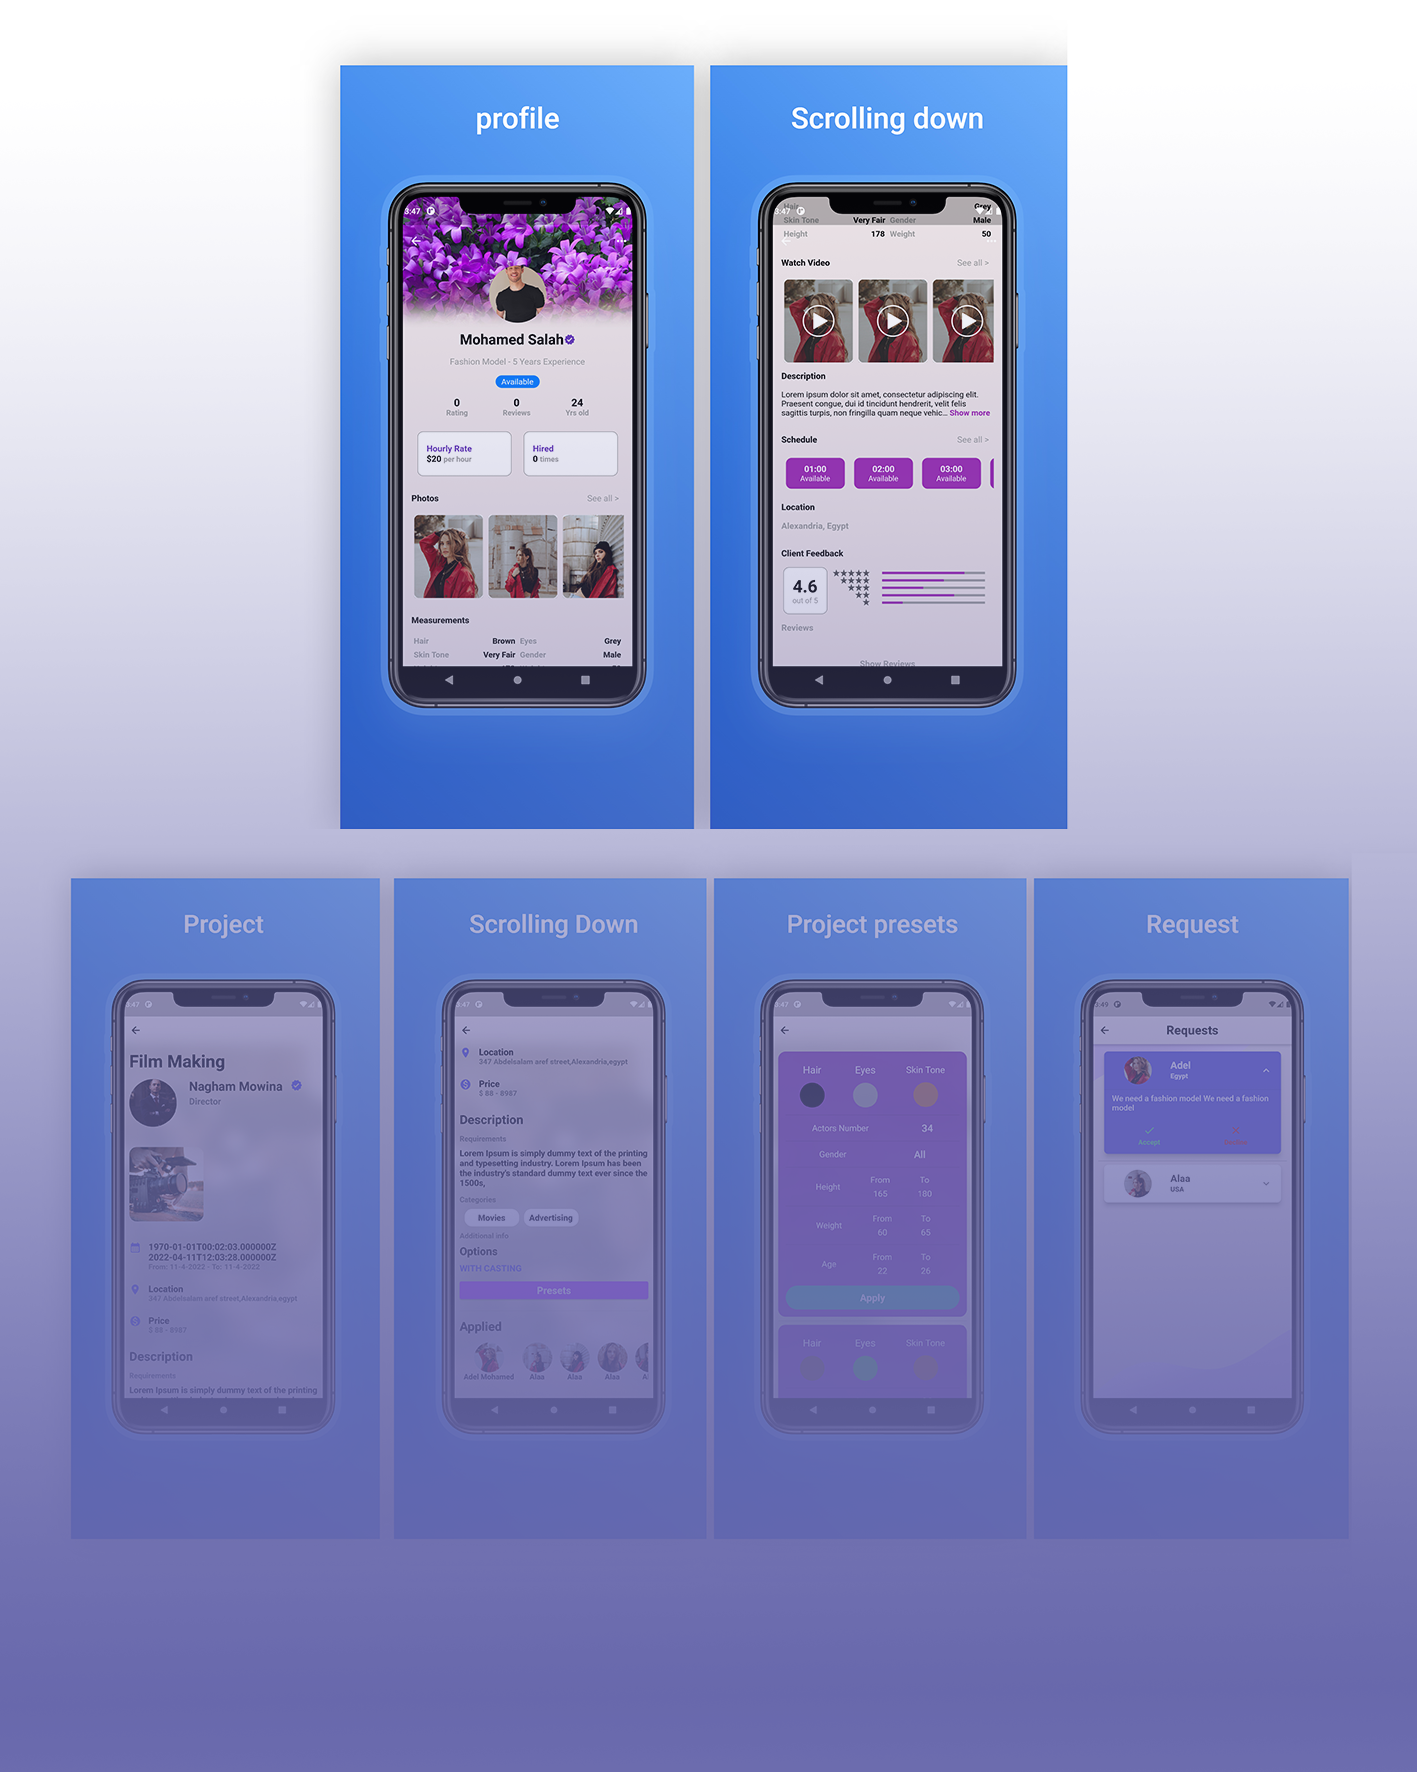 profile
3:47
Mohamed Salah
Fashion Model - 5 Years Experience
Available
0 0 24
Rating Reviews Yrs old
Hourly Rate Hired
$20 per hour 0 times
Photos See all >
Measurements
Hair Brown Eyes Grey
Skin Tone Very Fair Gender Male
Scrolling down
3:47
Hair Grey
Skin Tone Very Fair Gender Male
Height 178 Weight 50
Watch Video See all >
Description
Lorem ipsum dolor sit amet, consectetur adipiscing elit.
Praesent congue, dui id tincidunt hendrerit, velit felis
sagittis turpis, non fringilla quam neque vehic... Show more
Schedule See all >
01:00 02:00 03:00
Available Available Available
Location
Alexandria, Egypt
Client Feedback
4.6
out of 5
Reviews
Show Reviews
Project
3:47
Film Making
Nagham Mowina
Director
1970-01-01T00:02:03.000000Z
2022-04-11T12:03:28.000000Z
From: 11-4-2022 - To: 11-4-2022
Location
347 Abdelsalam aref street,Alexandria,egypt
Price
$ 88 - 8987
Description
Requirements
Lorem Ipsum is simply dummy text of the printing
Scrolling Down
3:47
Location
347 Abdelsalam aref street,Alexandria,egypt
Price
$ 88 - 8987
Description
Requirements
Lorem Ipsum is simply dummy text of the printing
and typesetting industry. Lorem Ipsum has been
the industry's standard dummy text ever since the
1500s,
Categories
Movies Advertising
Additional info
Options
WITH CASTING
Presets
Applied
Adel Mohamed Alaa Alaa Alaa A
Project presets
3:47
Hair Eyes Skin Tone
Actors Number 34
Gender All
From To
Height
165 180
From To
Weight
60 65
From To
Age
22 26
Apply
Hair Eyes Skin Tone
Request
3:49
Requests
Adel
Egypt
We need a fashion model We need a fashion
model
Accept
Alaa
USA